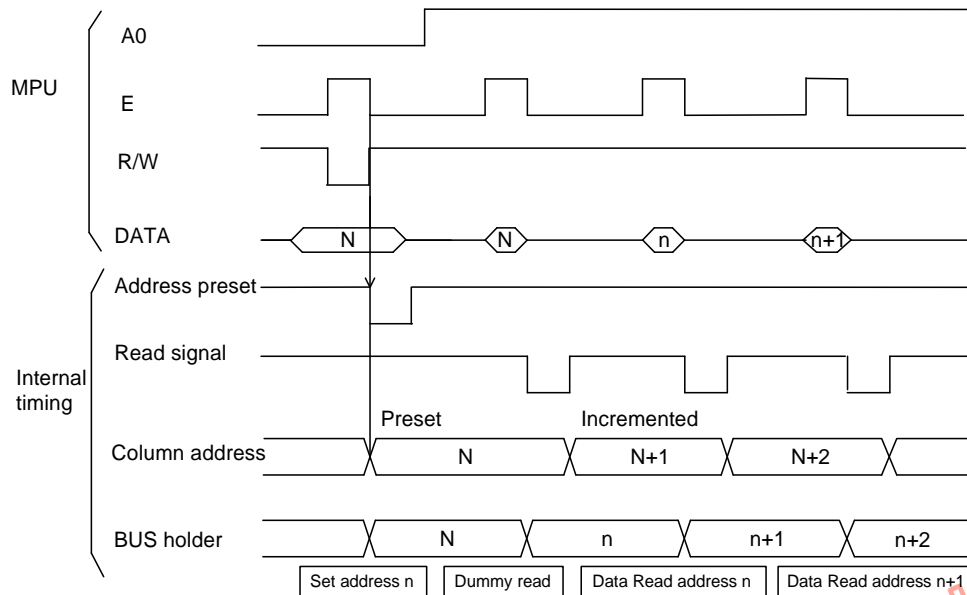 A0
MPU
E
R/W
DATA N N n n+1
Address preset
Read signal
Internal
timing
Preset Incremented
Column address N N+1 N+2
BUS holder N n n+1 n+2
Set address n Dummy read Data Read address n Data Read address n+1